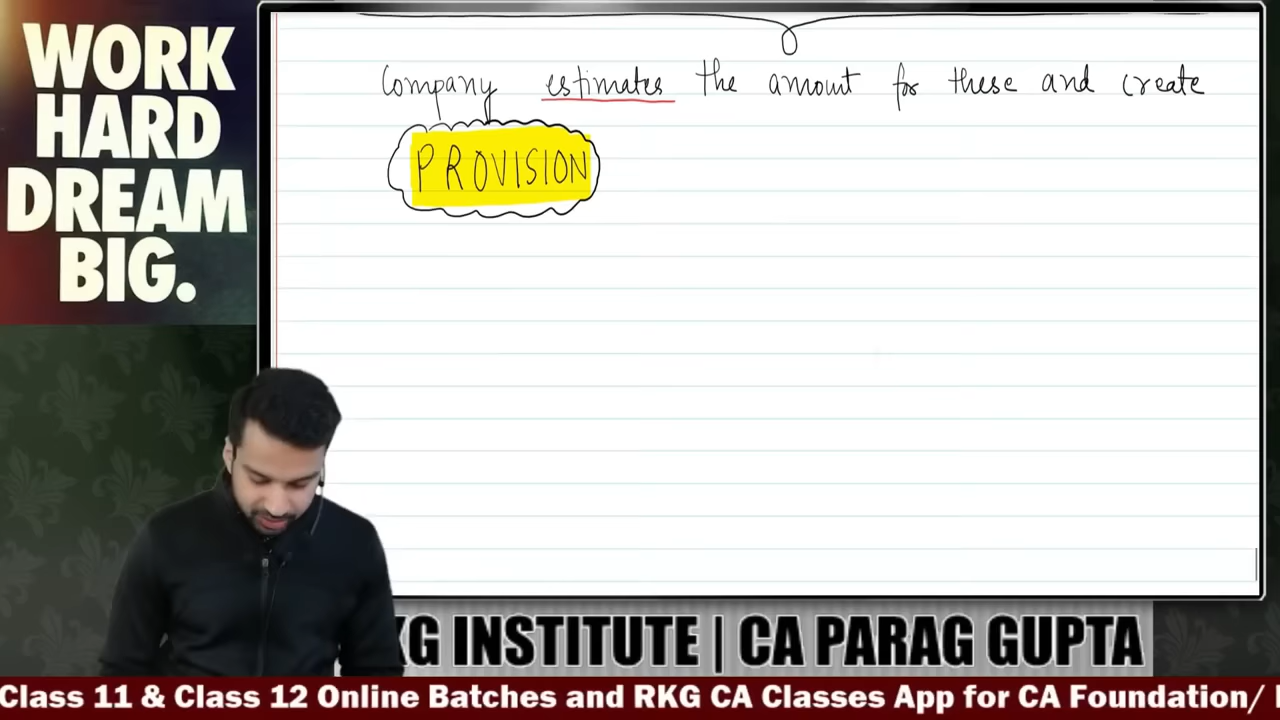 WORK
HARD
DREAM
BIG.
Company estimates the amount for these and create
PROVISION
KG INSTITUTE | CA PARAG GUPTA
Class 11 & Class 12 Online Batches and RKG CA Classes App for CA Foundation/